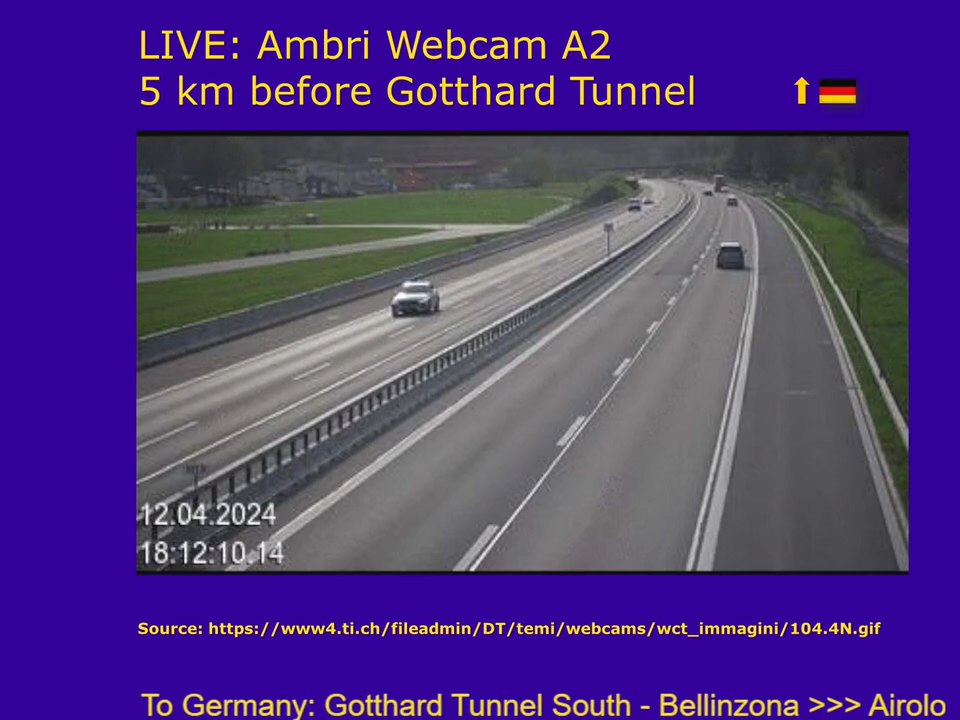 LIVE: Ambri Webcam A2
5 km before Gotthard Tunnel
12.04.2024
18:12:10.14
Source: https://www4.ti.ch/fileadmin/DT/temi/webcams/wct_immagini/104.4N.gif
To Germany: Gotthard Tunnel South - Bellinzona >>> Airolo